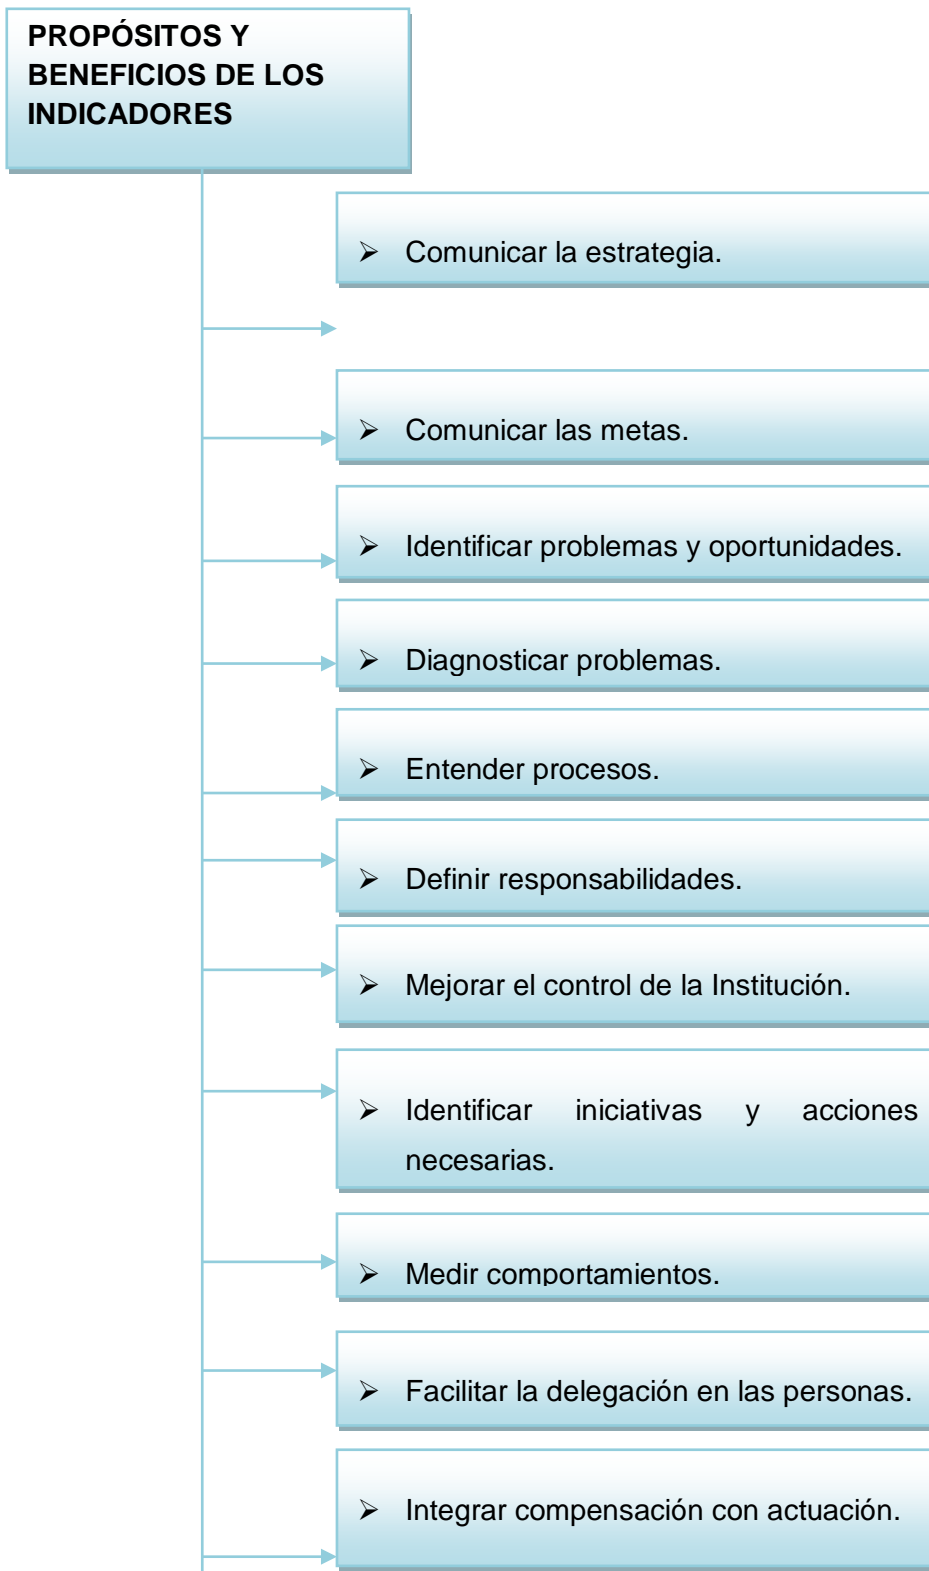 PROPÓSITOS Y
BENEFICIOS DE LOS
INDICADORES
➢ Comunicar la estrategia.
➢ Comunicar las metas.
➢ Identificar problemas y oportunidades.
➢ Diagnosticar problemas.
➢ Entender procesos.
➢ Definir responsabilidades.
➢ Mejorar el control de la Institución.
➢ Identificar iniciativas y acciones
necesarias.
➢ Medir comportamientos.
➢ Facilitar la delegación en las personas.
➢ Integrar compensación con actuación.